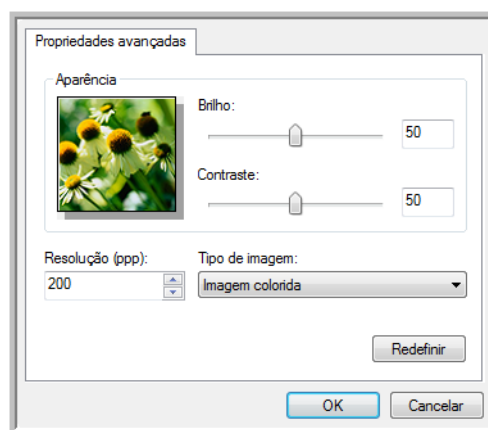 Propriedades avançadas
Aparência
Brilho:
50
Contraste:
50
Resolução (ppp):
200
Tipo de imagem:
Imagem colorida
Redefinir
OK
Cancelar